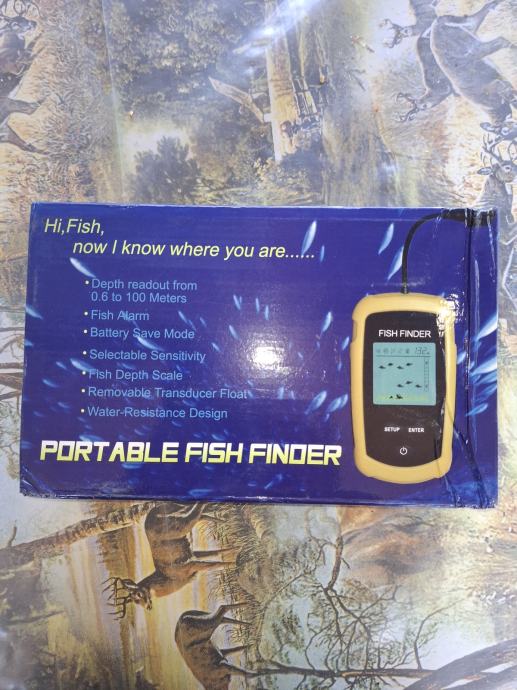 Hi,Fish,
now I know where you are......
• Depth readout from
0.6 to 100 Meters
• Fish Alarm
• Battery Save Mode
• Selectable Sensitivity
• Fish Depth Scale
• Removable Transducer Float
• Water-Resistance Design
PORTABLE FISH FINDER
FISH FINDER
SETUP ENTER